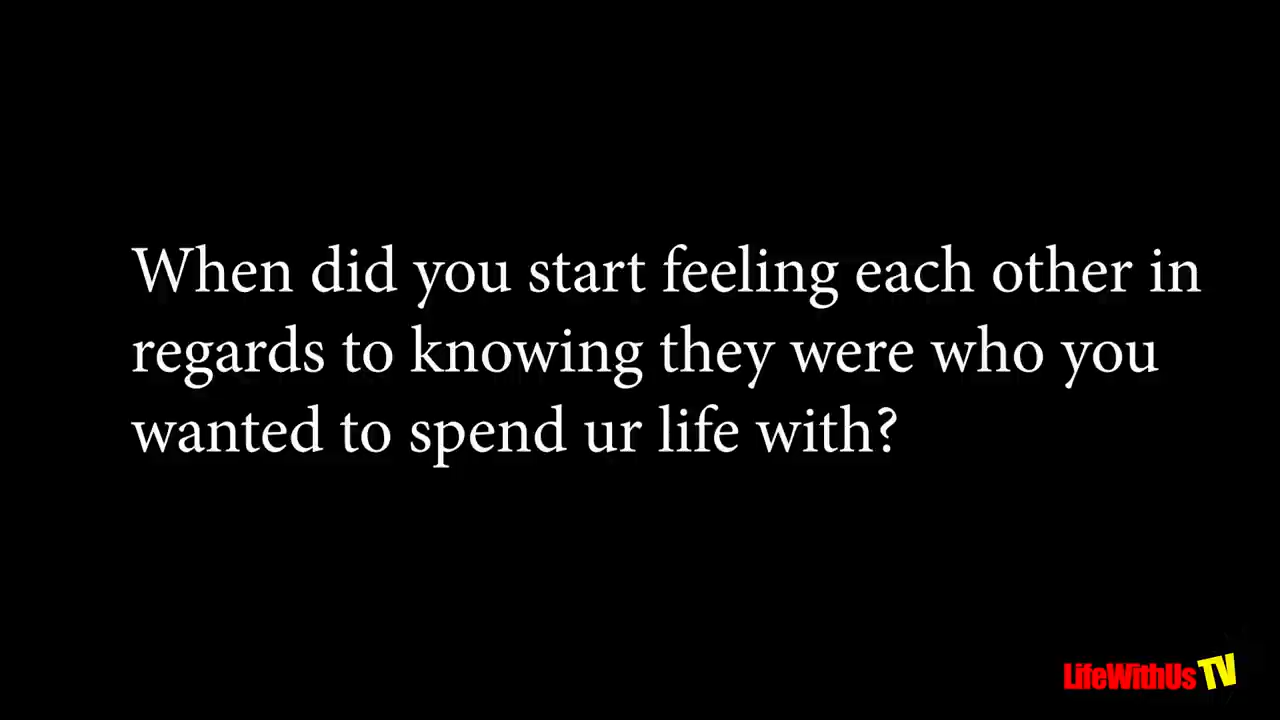 When did you start feeling each other in
regards to knowing they were who you
wanted to spend ur life with?
LifeWithUsTV